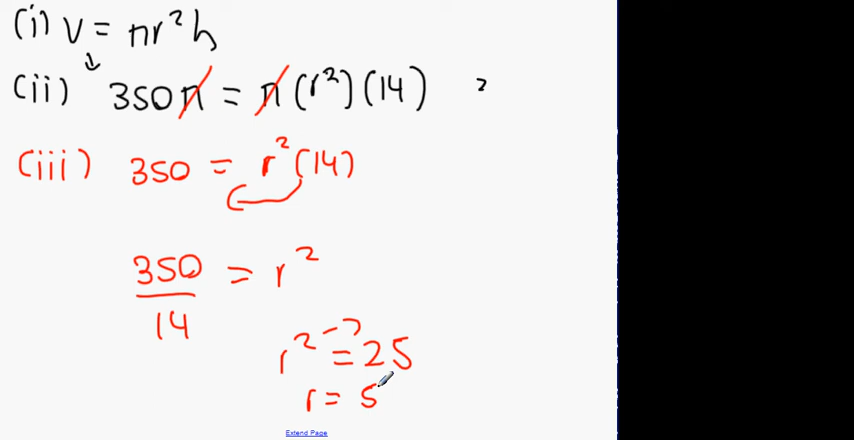 (i) V = πr²h
(ii) 350π = π(r²)(14)
(iii) 350 = r²(14)
350/14 = r²
r² = 25
r = 5
Extend Page